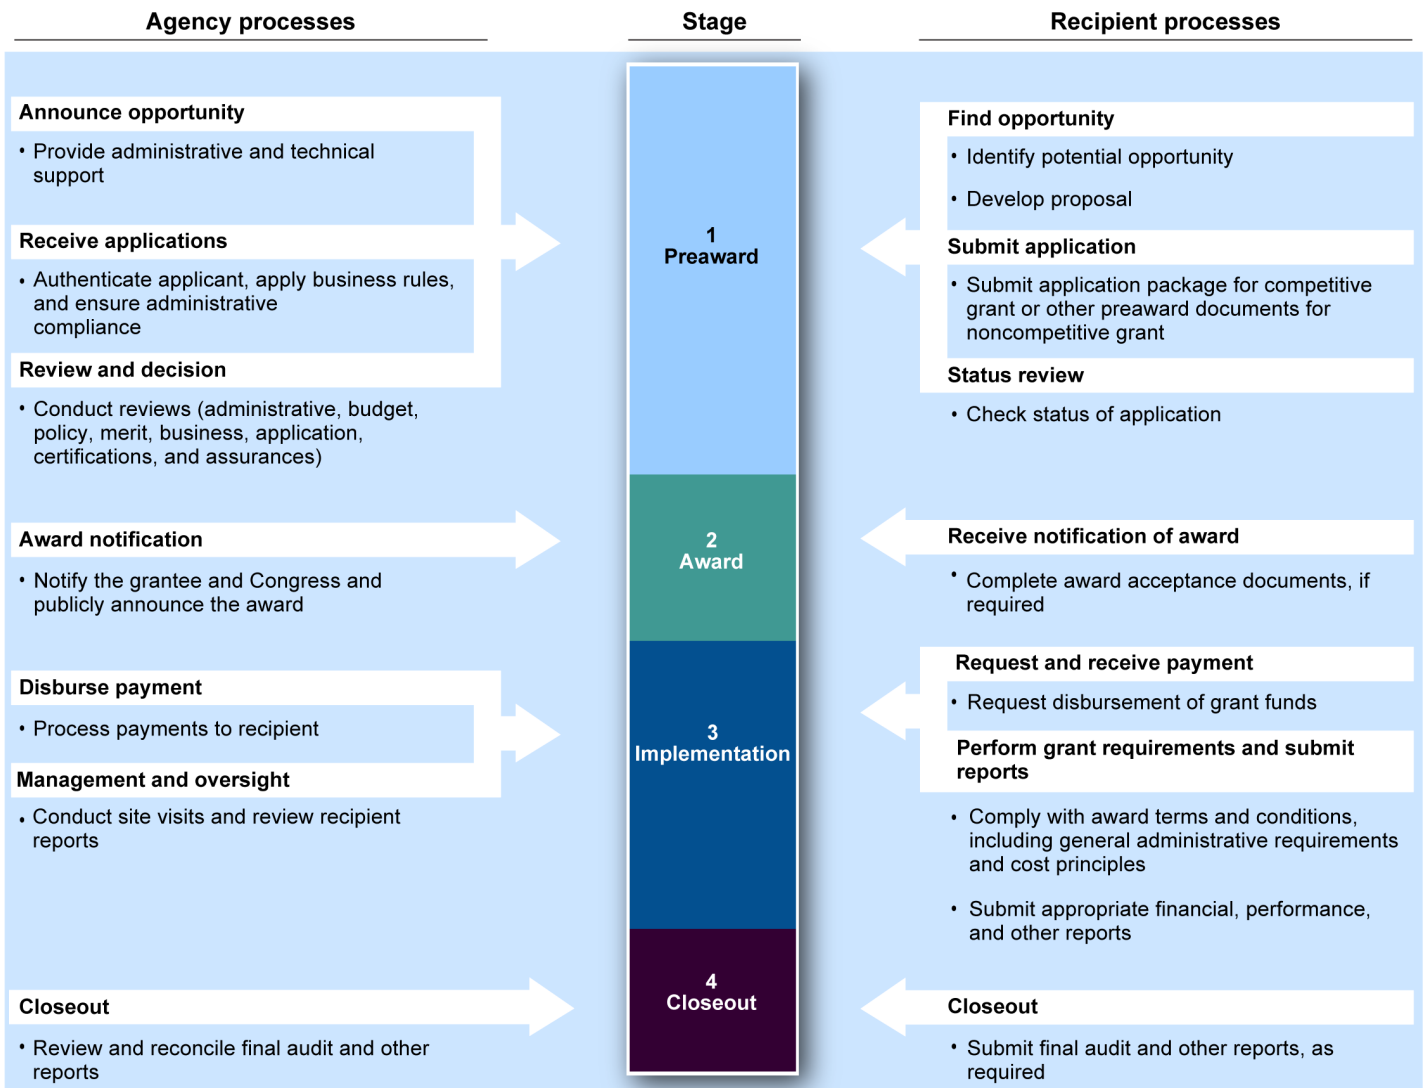 Agency processes
Stage
Recipient processes
Announce opportunity
• Provide administrative and technical
support
Receive applications
• Authenticate applicant, apply business rules,
and ensure administrative
compliance
Review and decision
• Conduct reviews (administrative, budget,
policy, merit, business, application,
certifications, and assurances)
1
Preaward
Find opportunity
• Identify potential opportunity
• Develop proposal
Submit application
• Submit application package for competitive
grant or other preaward documents for
noncompetitive grant
Status review
• Check status of application
Award notification
• Notify the grantee and Congress and
publicly announce the award
2
Award
Receive notification of award
• Complete award acceptance documents, if
required
Disburse payment
• Process payments to recipient
Management and oversight
• Conduct site visits and review recipient
reports
3
Implementation
Request and receive payment
• Request disbursement of grant funds
Perform grant requirements and submit
reports
• Comply with award terms and conditions,
including general administrative requirements
and cost principles
• Submit appropriate financial, performance,
and other reports
Closeout
• Review and reconcile final audit and other
reports
4
Closeout
Closeout
• Submit final audit and other reports, as
required